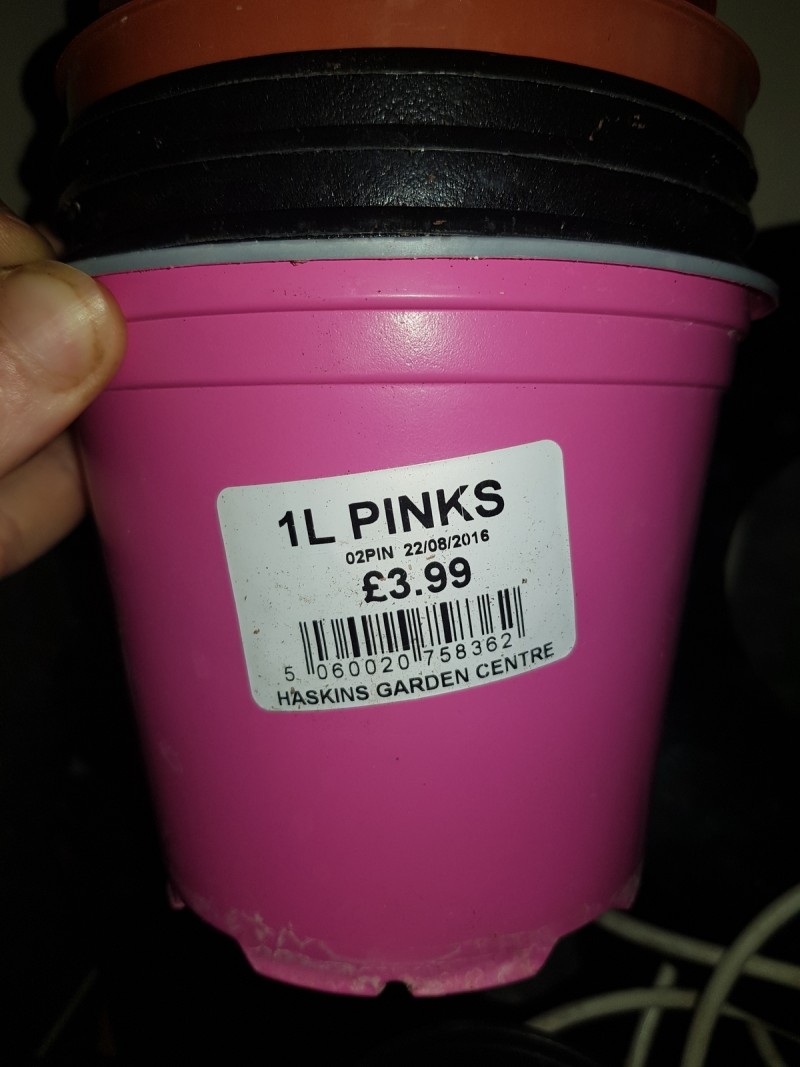 1L PINKS
02PIN 22/08/2016
£3.99
5 060020 758362
HASKINS GARDEN CENTRE